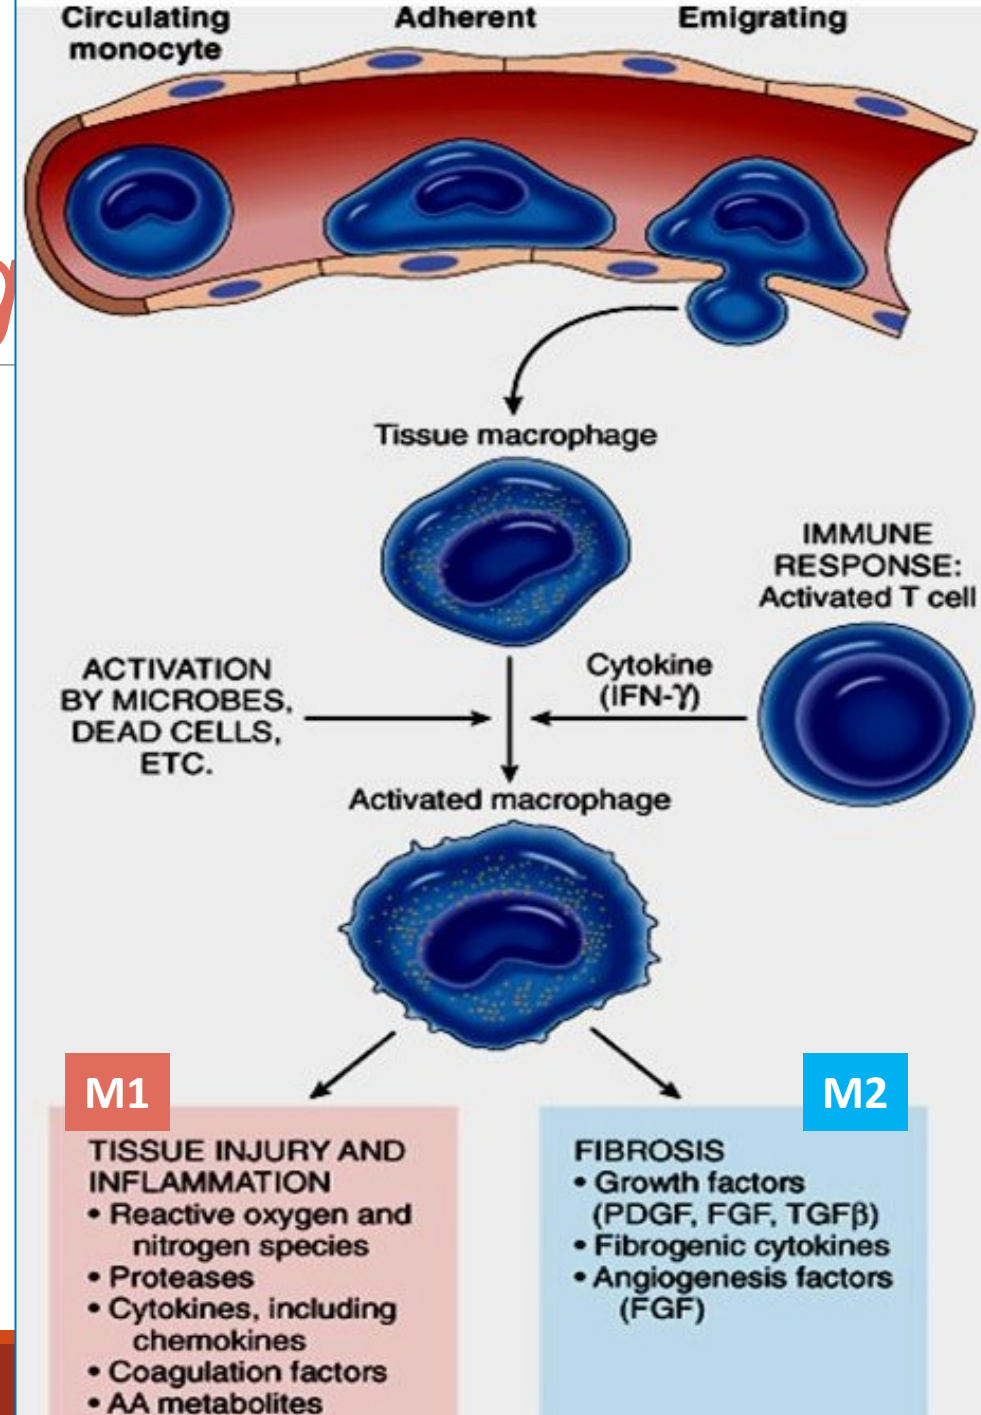 Circulating
monocyte
Adherent
Emigrating
g
Tissue macrophage
IMMUNE
RESPONSE:
Activated T cell
ACTIVATION
BY MICROBES,
DEAD CELLS,
ETC.
Cytokine
(IFN-γ)
Activated macrophage
M1
TISSUE INJURY AND
INFLAMMATION
• Reactive oxygen and
nitrogen species
• Proteases
• Cytokines, including
chemokines
• Coagulation factors
• AA metabolites
M2
FIBROSIS
• Growth factors
(PDGF, FGF, TGFβ)
• Fibrogenic cytokines
• Angiogenesis factors
(FGF)